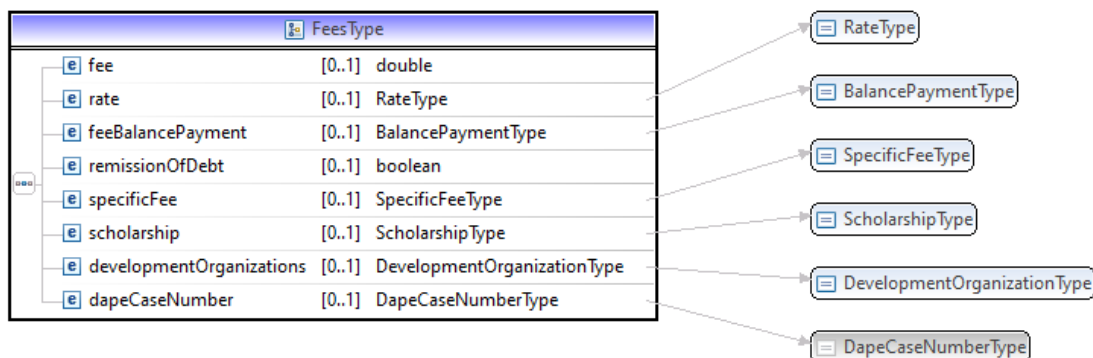 FeesType
e fee [0..1] double
e rate [0..1] RateType
e feeBalancePayment [0..1] BalancePaymentType
e remissionOfDebt [0..1] boolean
e specificFee [0..1] SpecificFeeType
e scholarship [0..1] ScholarshipType
e developmentOrganizations [0..1] DevelopmentOrganizationType
e dapeCaseNumber [0..1] DapeCaseNumberType
RateType
BalancePaymentType
SpecificFeeType
ScholarshipType
DevelopmentOrganizationType
DapeCaseNumberType